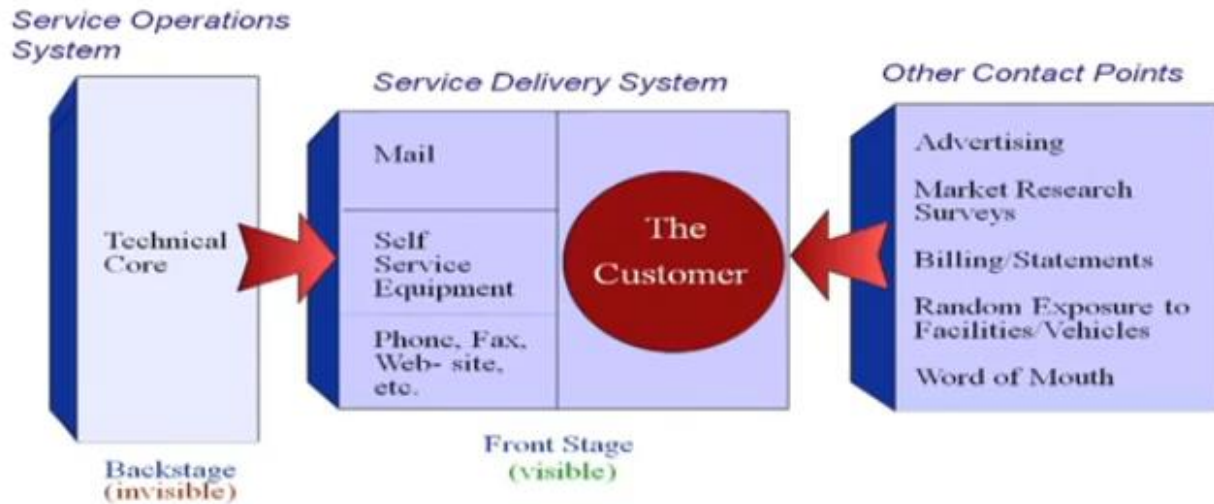 Service Operations
System
Service Delivery System
Other Contact Points
Technical
Core
Mail
Self
Service
Equipment
Phone, Fax,
Web- site,
etc.
The
Customer
Advertising
Market Research
Surveys
Billing/Statements
Random Exposure to
Facilities/Vehicles
Word of Mouth
Backstage
(invisible)
Front Stage
(visible)